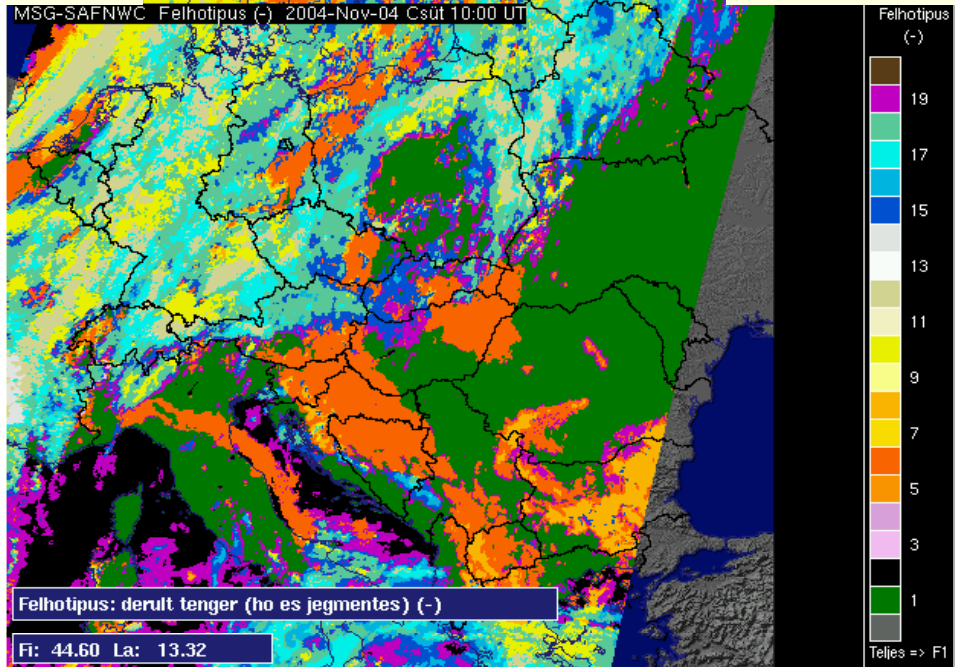 MSG-SAFNWC Felhotipus (-) 2004-Nov-04 Csüt 10:00 UT
Felhotipus
(-)
19
17
15
13
11
9
7
5
3
1
Teljes => F1
Felhotipus: derult tenger (ho es jegmentes) (-)
Fi: 44.60 La: 13.32